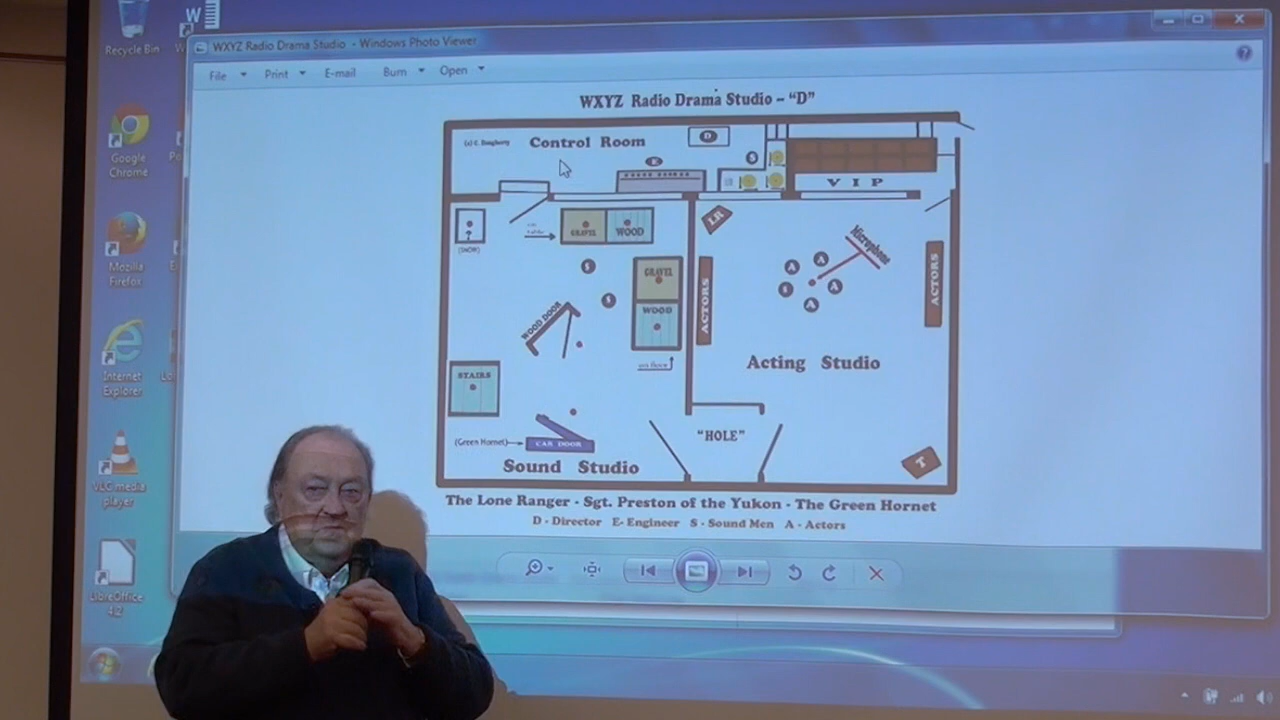 Recycle Bin
W
WXYZ Radio Drama Studio - Windows Photo Viewer
File Print E-mail Burn Open
WXYZ Radio Drama Studio – “D”
Google
Chrome
Mozilla
Firefox
Internet
Explorer
VLC media
player
LibreOffice
4.2
Control Room
D
E
S
VIP
(SNOW)
GRAVEL WOOD
LR
Microphone
S
A A
S A
A
GRAVEL
ACTORS
ACTORS
S
WOOD DOOR
WOOD
Acting Studio
STAIRS
"HOLE"
(Green Hornet)
CAR DOOR
T
Sound Studio
The Lone Ranger - Sgt. Preston of the Yukon - The Green Hornet
D - Director E- Engineer S - Sound Men A - Actors